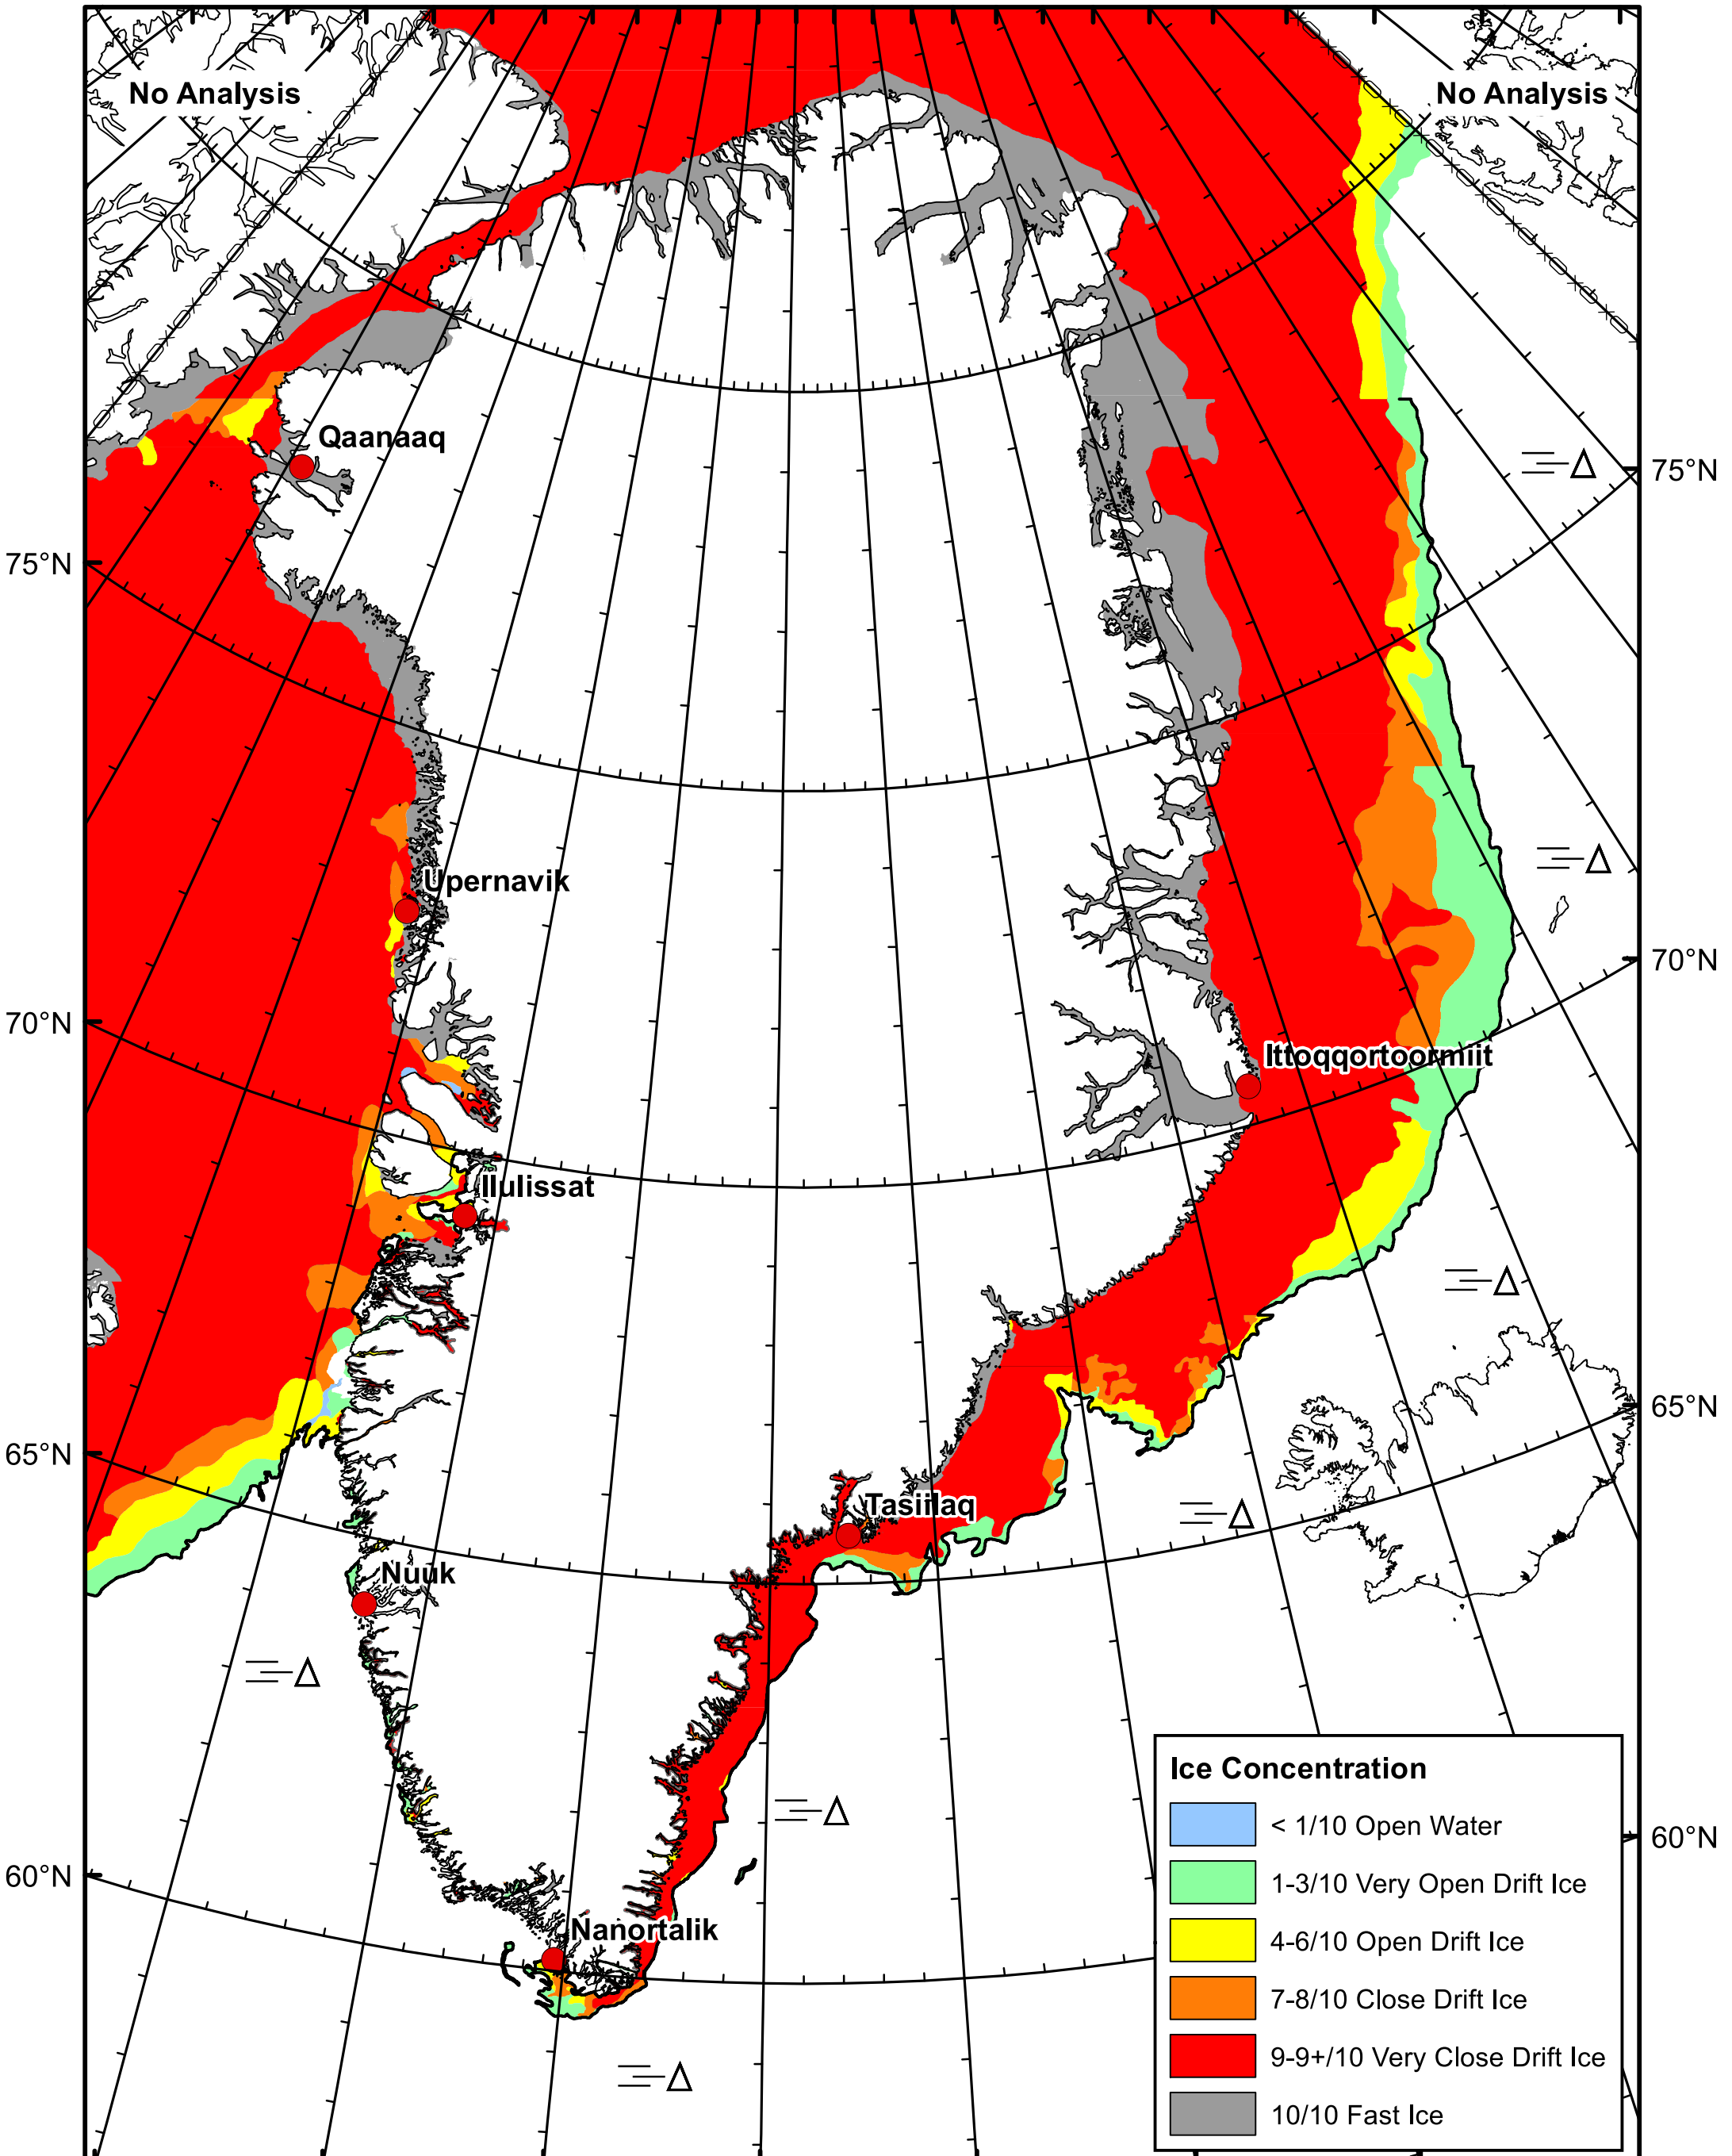 No Analysis
No Analysis
Qaanaaq
75°N
75°N
Upernavik
70°N
70°N
Ittoqqortoormiit
Ilulissat
65°N
65°N
Tasiilaq
Nuuk
60°N
60°N
Nanortalik
Ice Concentration
< 1/10 Open Water
1-3/10 Very Open Drift Ice
4-6/10 Open Drift Ice
7-8/10 Close Drift Ice
9-9+/10 Very Close Drift Ice
10/10 Fast Ice